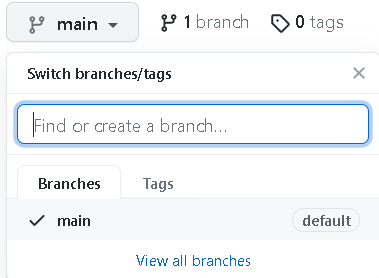 main 1 branch 0 tags
Switch branches/tags
Find or create a branch...
Branches Tags
main default
View all branches